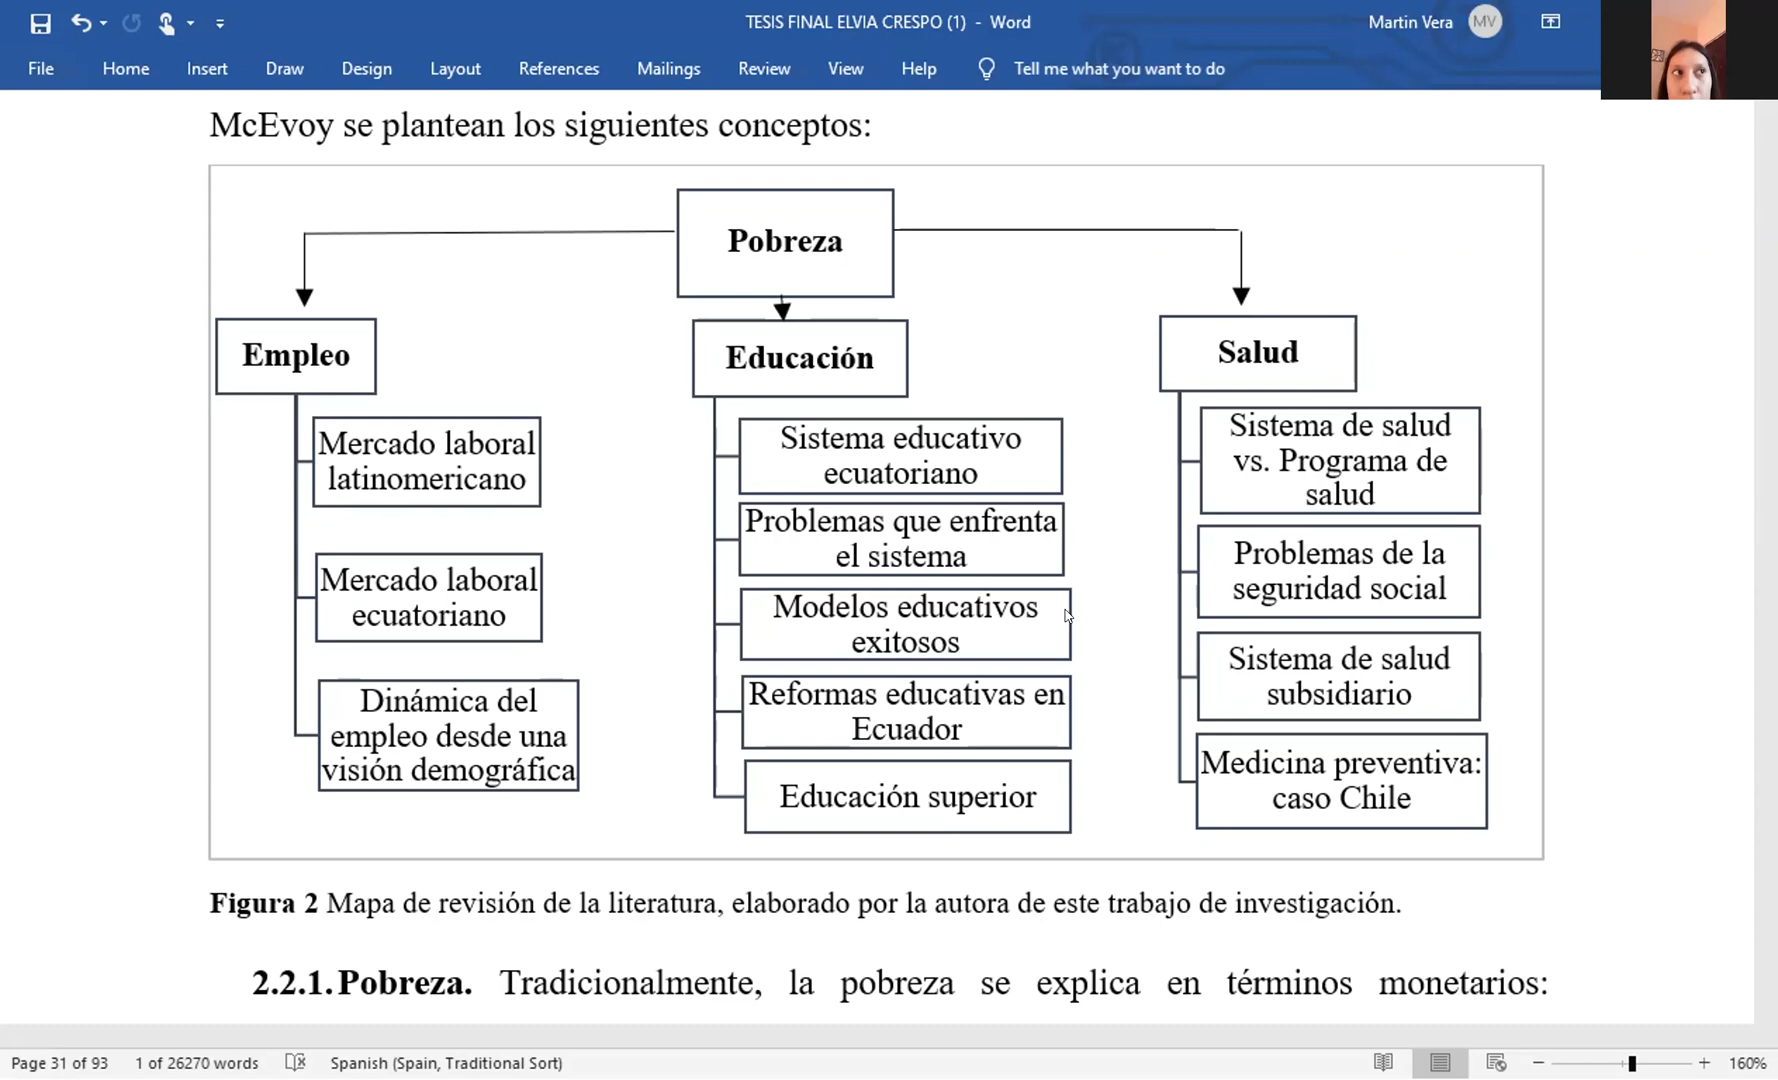 TESIS FINAL ELVIA CRESPO (1) - Word
Martin Vera
MV
File Home Insert Draw Design Layout References Mailings Review View Help Tell me what you want to do
McEvoy se plantean los siguientes conceptos:
Pobreza
Empleo
Mercado laboral
latinomericano
Mercado laboral
ecuatoriano
Dinámica del
empleo desde una
visión demográfica
Educación
Sistema educativo
ecuatoriano
Problemas que enfrenta
el sistema
Modelos educativos
exitosos
Reformas educativas en
Ecuador
Educación superior
Salud
Sistema de salud
vs. Programa de
salud
Problemas de la
seguridad social
Sistema de salud
subsidiario
Medicina preventiva:
caso Chile
Figura 2 Mapa de revisión de la literatura, elaborado por la autora de este trabajo de investigación.
2.2.1. Pobreza. Tradicionalmente, la pobreza se explica en términos monetarios:
Page 31 of 93 1 of 26270 words Spanish (Spain, Traditional Sort) 160%